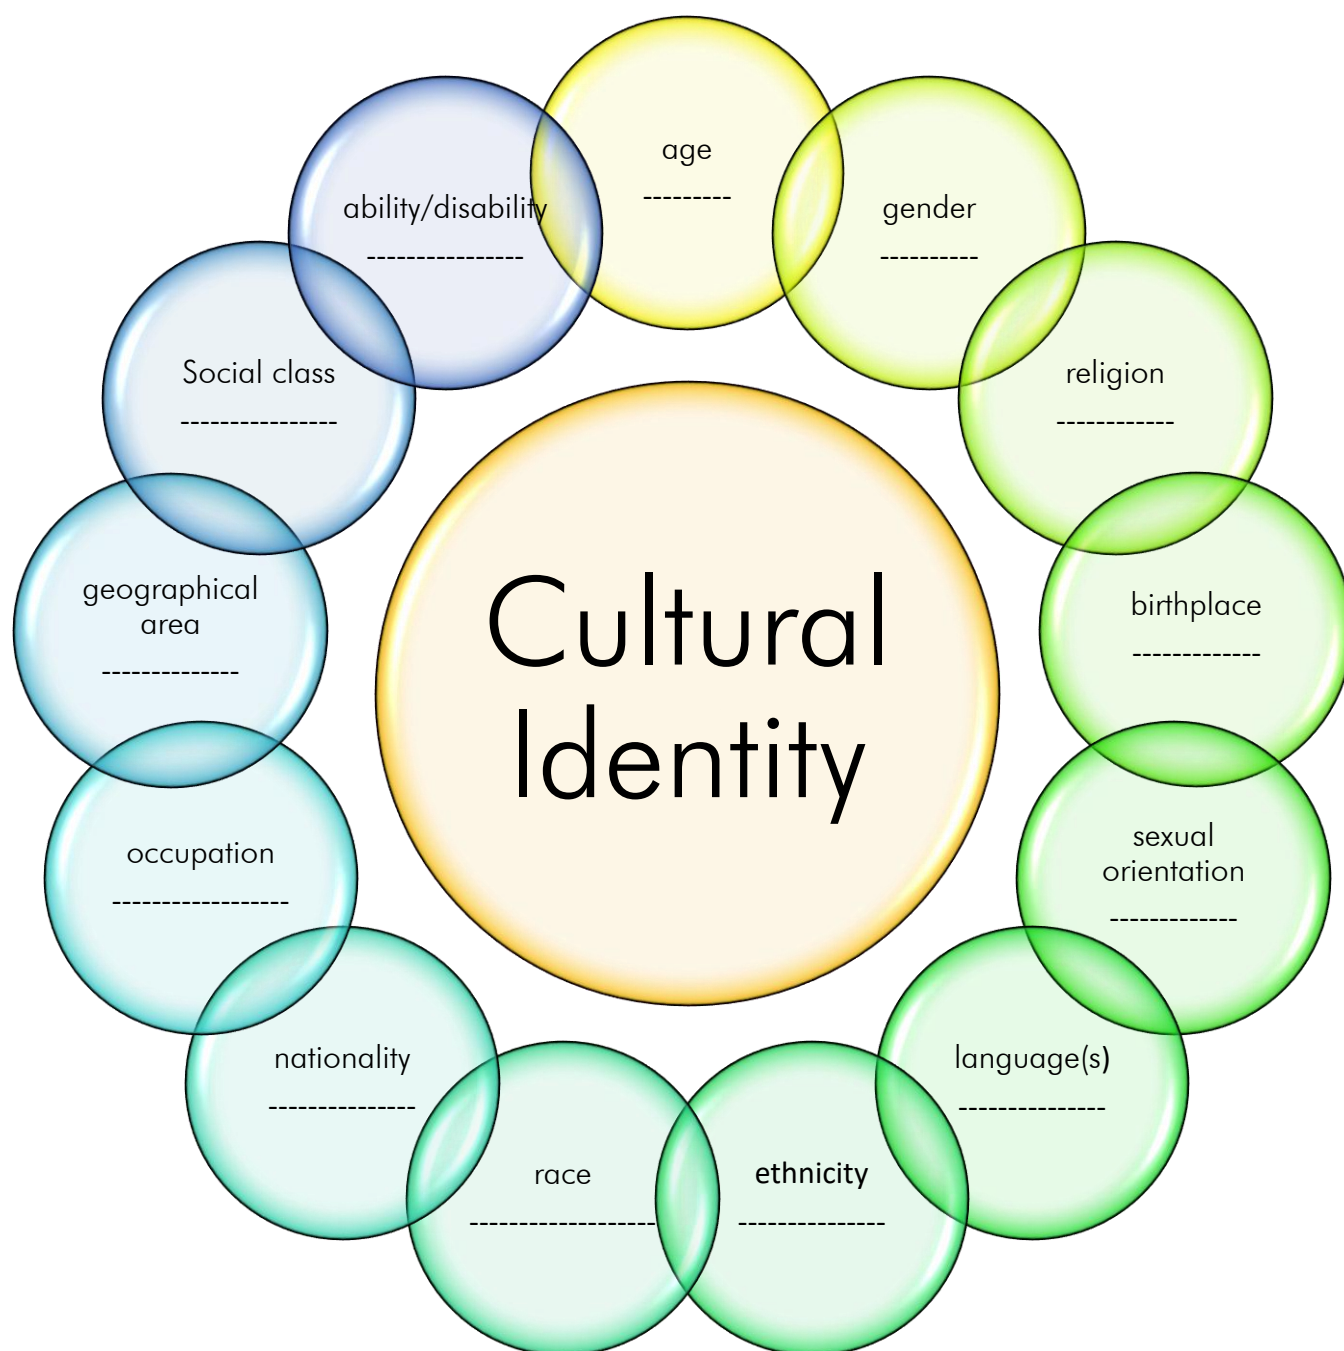 age
---------
gender
----------
religion
------------
birthplace
-------------
sexual
orientation
-------------
language(s)
---------------
ethnicity
---------------
race
-------------------
nationality
---------------
occupation
------------------
geographical
area
--------------
Social class
----------------
ability/disability
----------------
Cultural
Identity